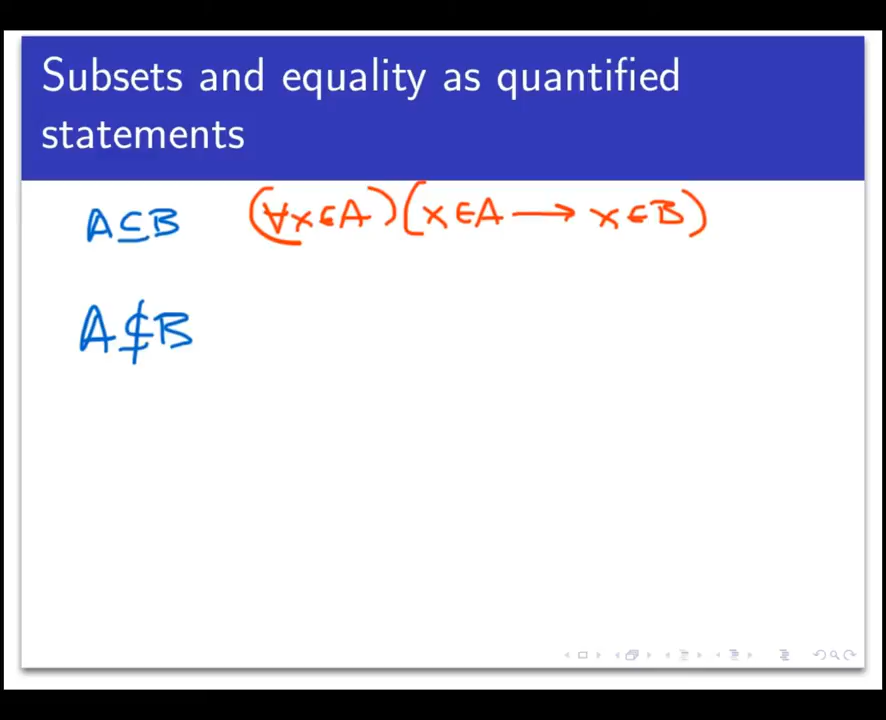 Subsets and equality as quantified
statements
A⊆B (∀x∈A)(x∈A → x∈B)
A⊈B